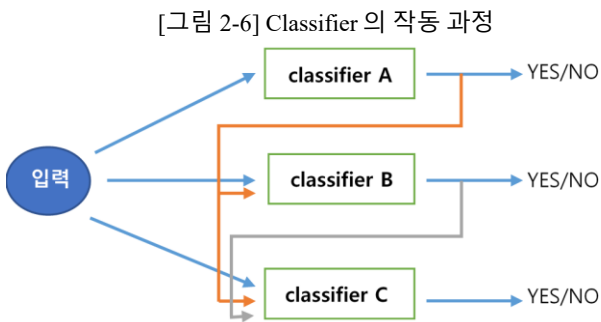 [그림 2-6] Classifier 의 작동 과정
classifier A
YES/NO
입력
classifier B
YES/NO
classifier C
YES/NO